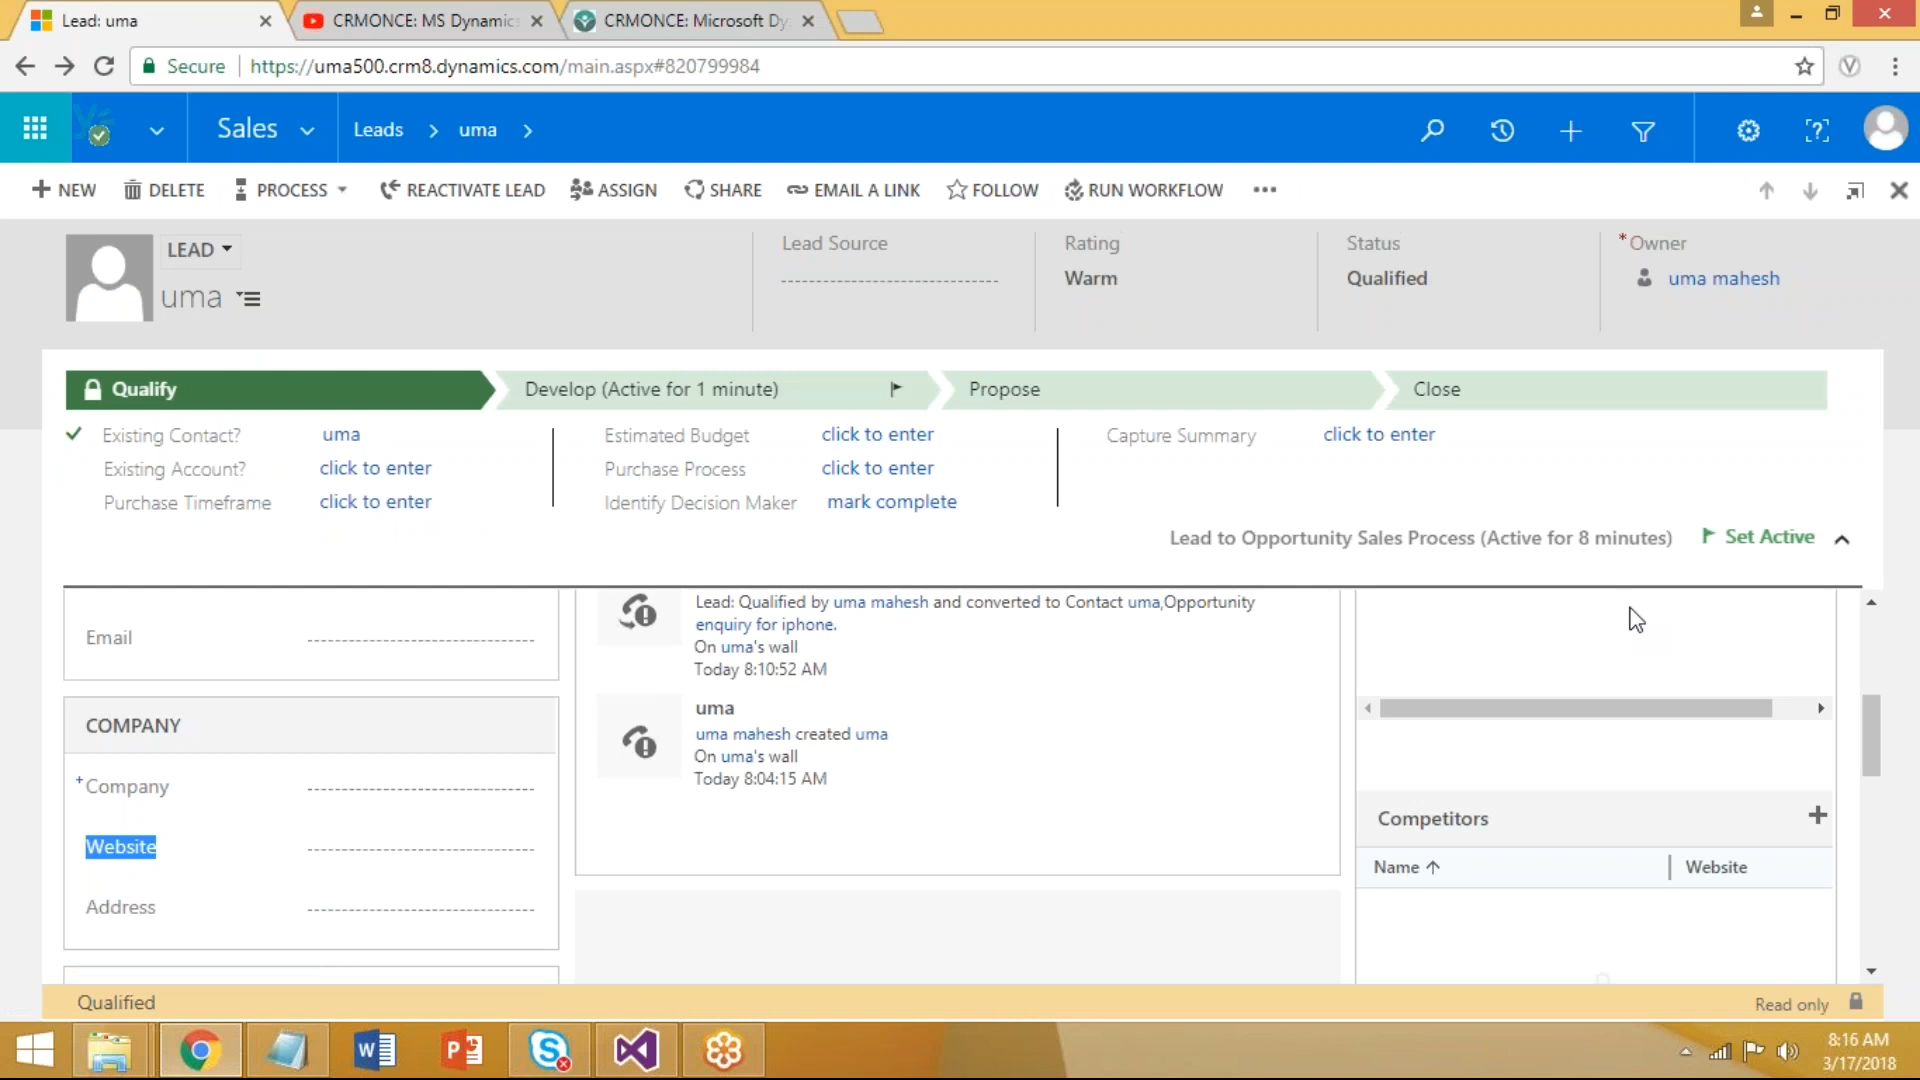 Lead: uma
CRMONCE: MS Dynamics
CRMONCE: Microsoft Dy
Secure
https://uma500.crm8.dynamics.com/main.aspx#820799984
Sales
Leads
uma
NEW
DELETE
PROCESS
REACTIVATE LEAD
ASSIGN
SHARE
EMAIL A LINK
FOLLOW
RUN WORKFLOW
LEAD
uma
Lead Source
Rating
Warm
Status
Qualified
*Owner
uma mahesh
Qualify
Develop (Active for 1 minute)
Propose
Close
Existing Contact? uma
Existing Account? click to enter
Purchase Timeframe click to enter
Estimated Budget click to enter
Purchase Process click to enter
Identify Decision Maker mark complete
Capture Summary click to enter
Lead to Opportunity Sales Process (Active for 8 minutes)
Set Active
Email
COMPANY
+Company
Website
Address
Lead: Qualified by uma mahesh and converted to Contact uma,Opportunity
enquiry for iphone.
On uma's wall
Today 8:10:52 AM
uma
uma mahesh created uma
On uma's wall
Today 8:04:15 AM
Competitors
Name
Website
Qualified
Read only
8:16 AM
3/17/2018